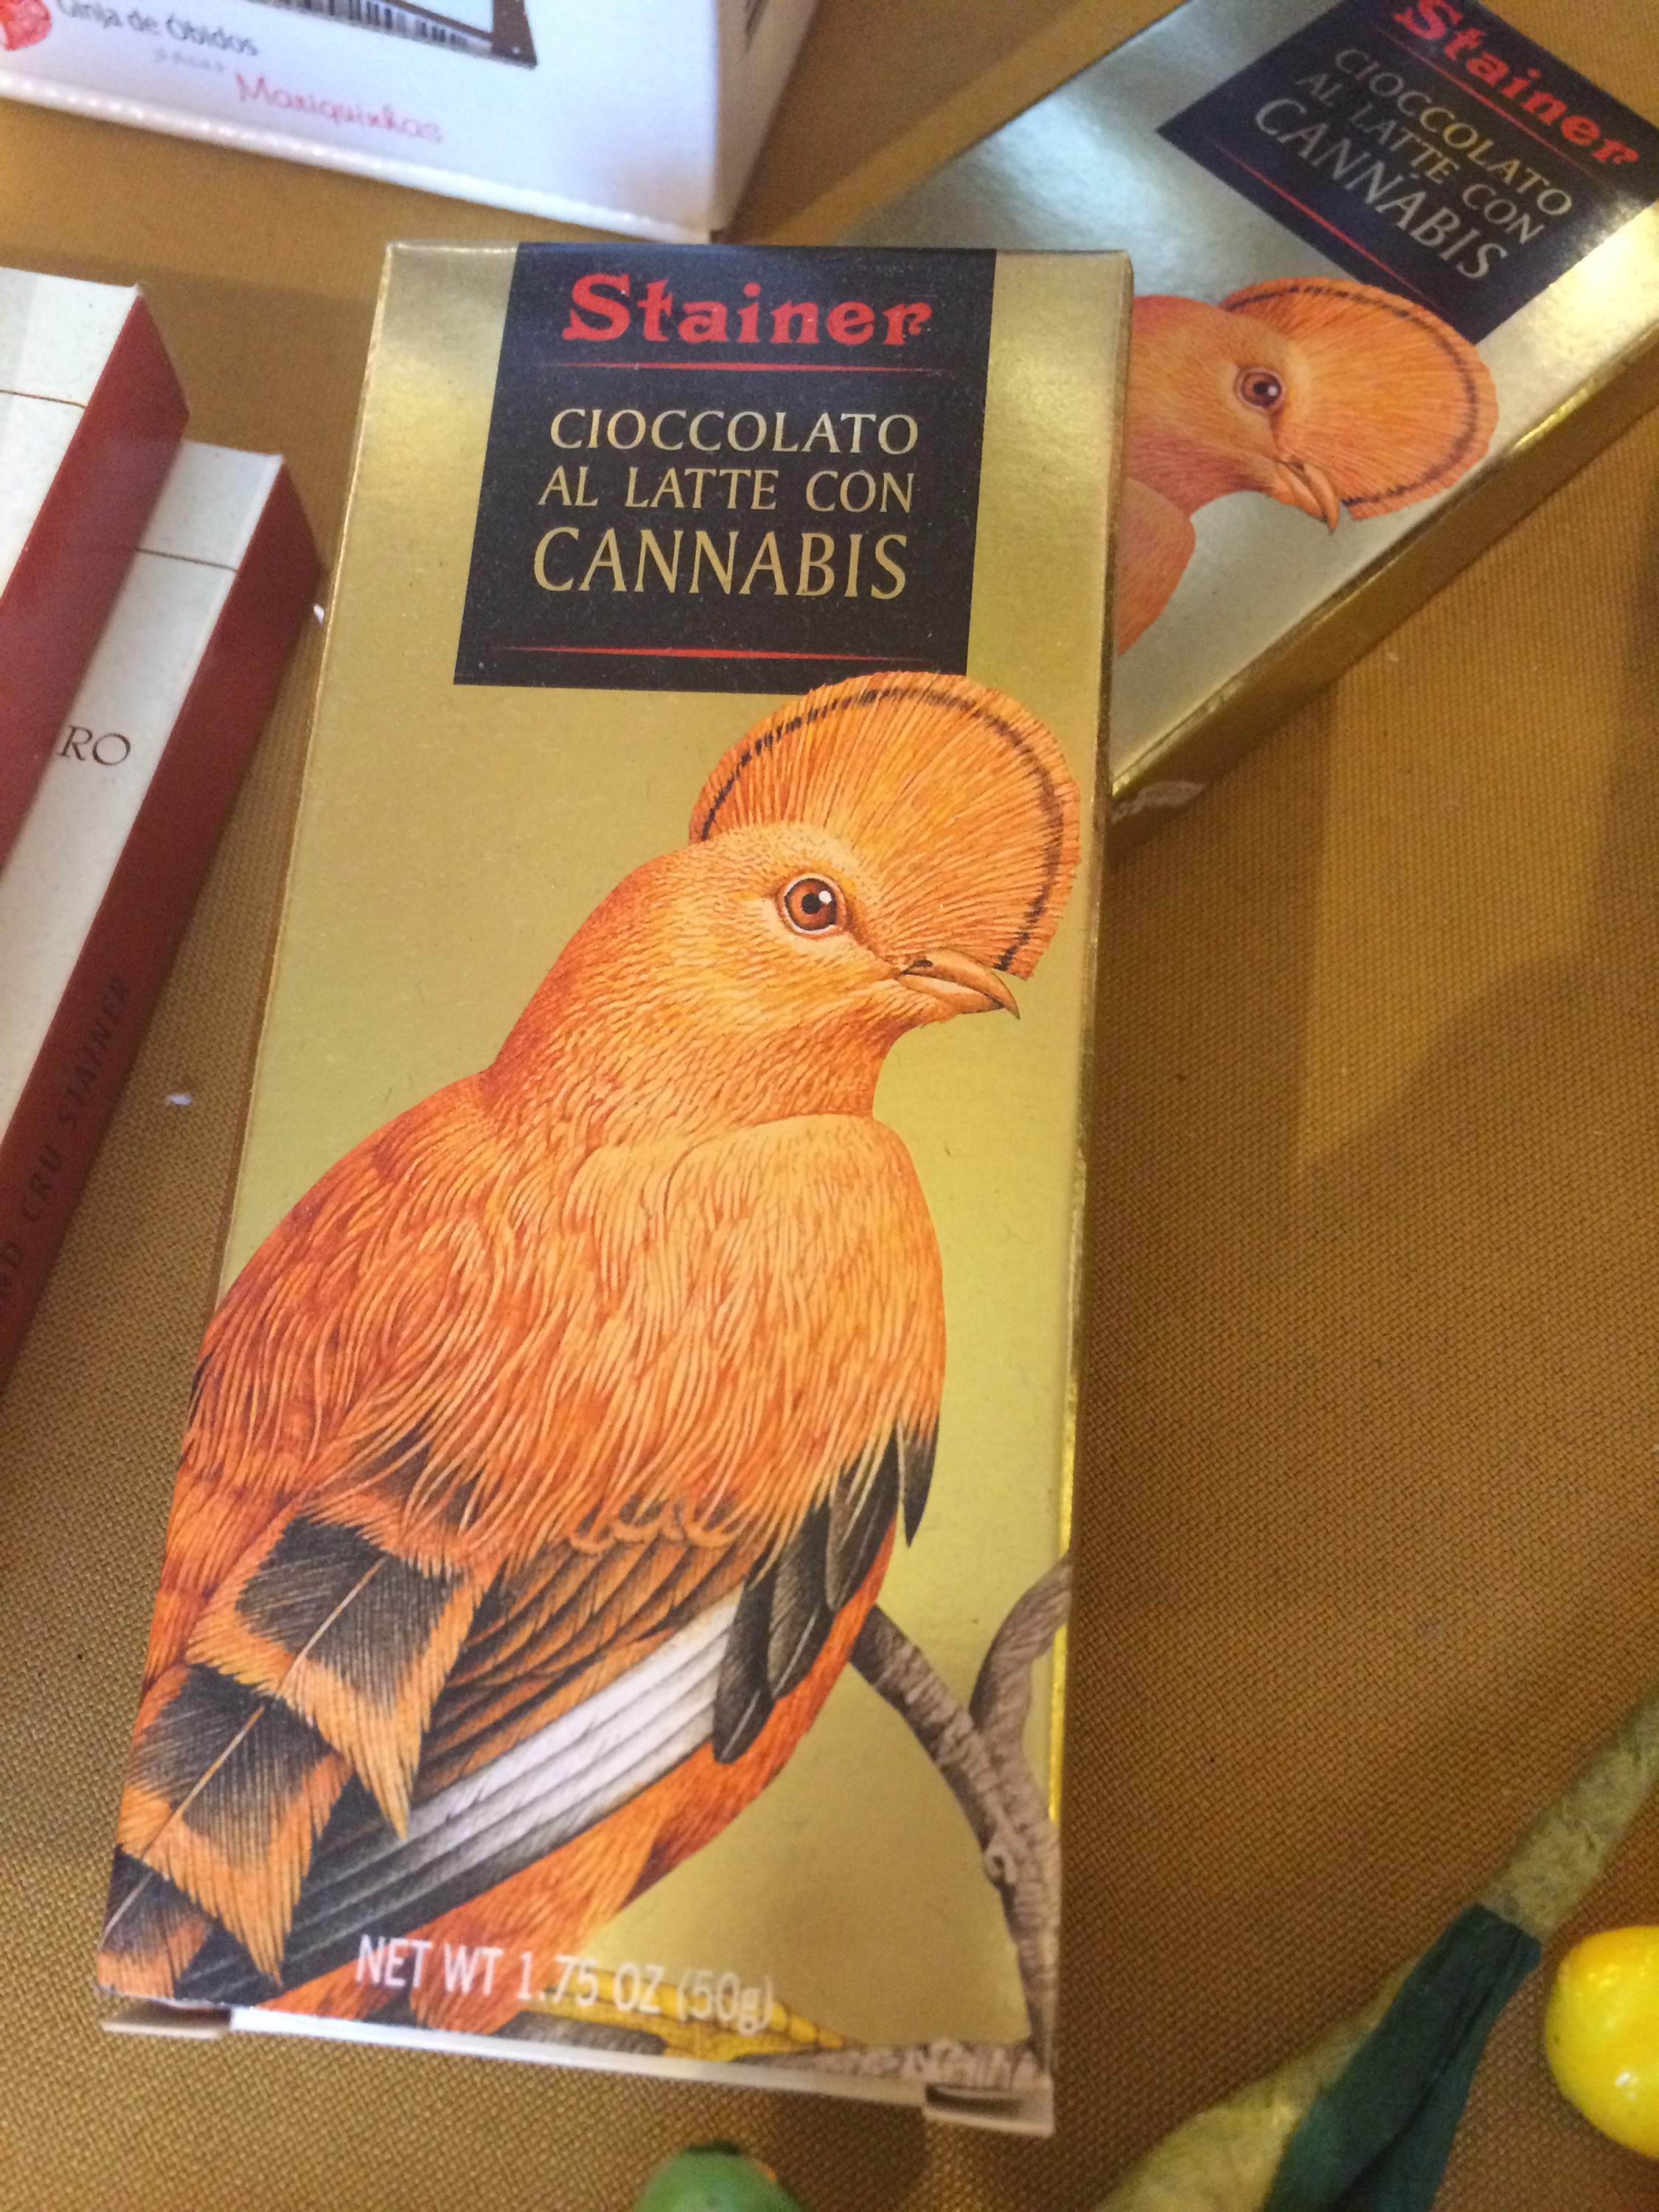 Ginja de Óbidos
Mariquinhas
Stainer
CIOCCOLATO
AL LATTE CON
CANNABIS
Stainer
CIOCCOLATO
AL LATTE CON
CANNABIS
NET WT 1.75 OZ (50g)
RO
CRU STAINER